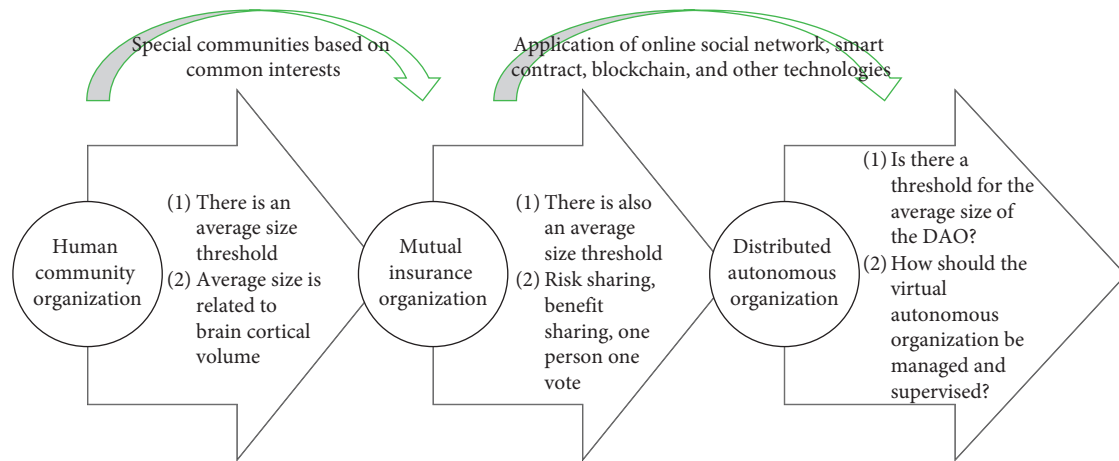 Special communities based on
common interests
Application of online social network, smart
contract, blockchain, and other technologies
Human
community
organization
(1) There is an
average size
threshold
(2) Average size is
related to
brain cortical
volume
Mutual
insurance
organization
(1) There is also
an average
size threshold
(2) Risk sharing,
benefit
sharing, one
person one
vote
Distributed
autonomous
organization
(1) Is there a
threshold for the
average size of
the DAO?
(2) How should the
virtual
autonomous
organization be
managed and
supervised?